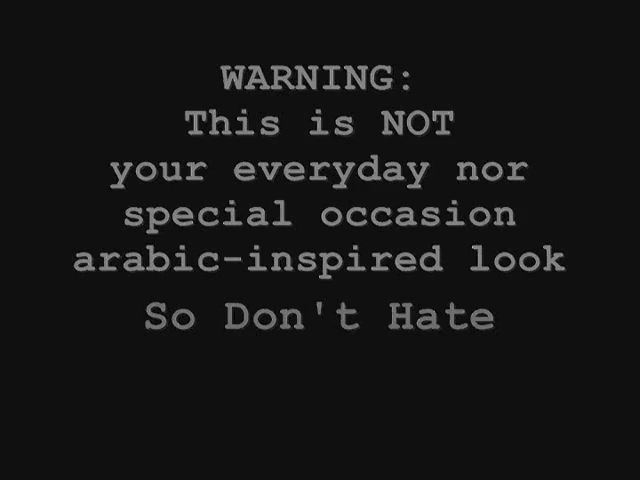 WARNING:
This is NOT
your everyday nor
special occasion
arabic-inspired look
So Don't Hate